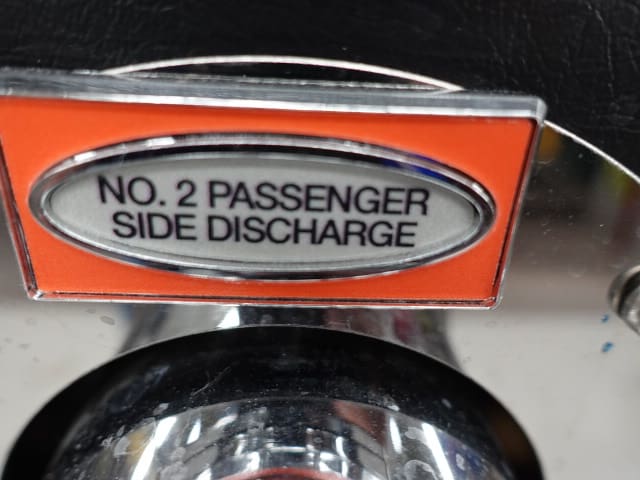 NO. 2 PASSENGER
SIDE DISCHARGE